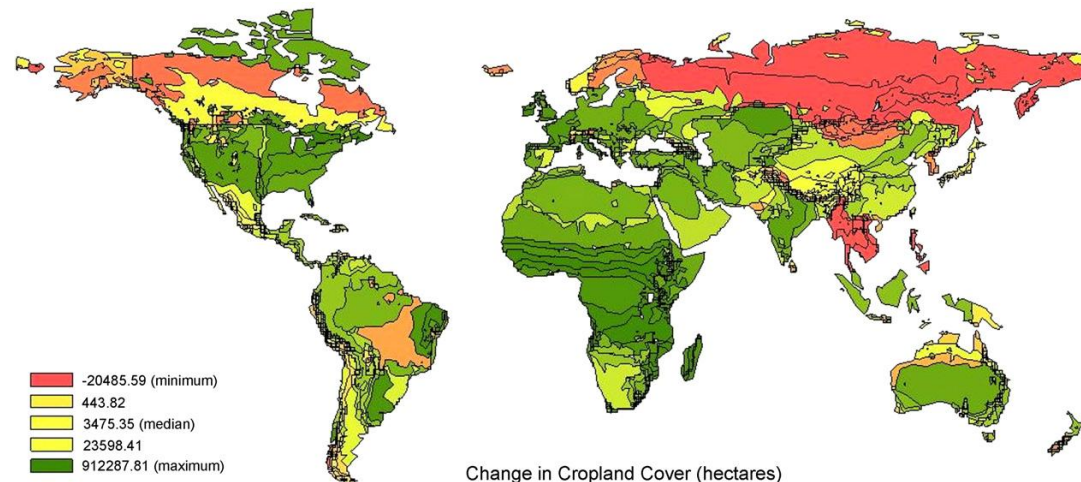 -20485.59 (minimum)
443.82
3475.35 (median)
23598.41
912287.81 (maximum)
Change in Cropland Cover (hectares)